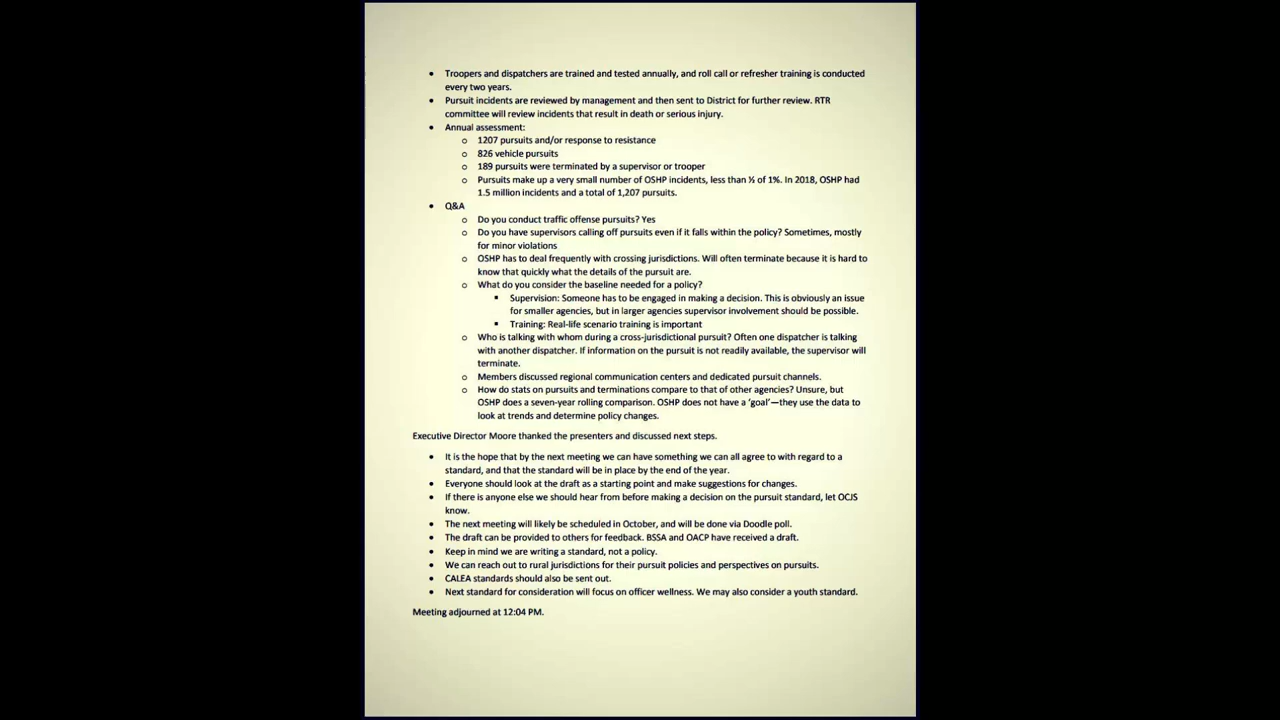 • Troopers and dispatchers are trained and tested annually, and roll call or refresher training is conducted
every two years.
• Pursuit incidents are reviewed by management and then sent to District for further review. RTR
committee will review incidents that result in death or serious injury.
• Annual assessment:
o 1207 pursuits and/or response to resistance
o 826 vehicle pursuits
o 189 pursuits were terminated by a supervisor or trooper
o Pursuits make up a very small number of OSHP incidents, less than ½ of 1%. In 2018, OSHP had
1.5 million incidents and a total of 1,207 pursuits.
• Q&A
o Do you conduct traffic offense pursuits? Yes
o Do you have supervisors calling off pursuits even if it falls within the policy? Sometimes, mostly
for minor violations
o OSHP has to deal frequently with crossing jurisdictions. Will often terminate because it is hard to
know that quickly what the details of the pursuit are.
o What do you consider the baseline needed for a policy?
▪ Supervision: Someone has to be engaged in making a decision. This is obviously an issue
for smaller agencies, but in larger agencies supervisor involvement should be possible.
▪ Training: Real-life scenario training is important
o Who is talking with whom during a cross-jurisdictional pursuit? Often one dispatcher is talking
with another dispatcher. If information on the pursuit is not readily available, the supervisor will
terminate.
o Members discussed regional communication centers and dedicated pursuit channels.
o How do stats on pursuits and terminations compare to that of other agencies? Unsure, but
OSHP does a seven-year rolling comparison. OSHP does not have a 'goal'—they use the data to
look at trends and determine policy changes.
Executive Director Moore thanked the presenters and discussed next steps.
• It is the hope that by the next meeting we can have something we can all agree to with regard to a
standard, and that the standard will be in place by the end of the year.
• Everyone should look at the draft as a starting point and make suggestions for changes.
• If there is anyone else we should hear from before making a decision on the pursuit standard, let OCJS
know.
• The next meeting will likely be scheduled in October, and will be done via Doodle poll.
• The draft can be provided to others for feedback. BSSA and OACP have received a draft.
• Keep in mind we are writing a standard, not a policy.
• We can reach out to rural jurisdictions for their pursuit policies and perspectives on pursuits.
• CALEA standards should also be sent out.
• Next standard for consideration will focus on officer wellness. We may also consider a youth standard.
Meeting adjourned at 12:04 PM.